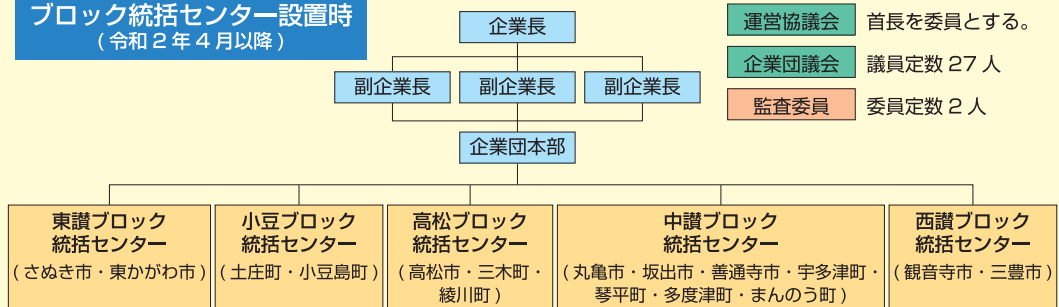 ブロック統括センター設置時
(令和2年4月以降)
企業長
副企業長 副企業長 副企業長
企業団本部
運営協議会 首長を委員とする。
企業団議会 議員定数27人
監査委員 委員定数2人
東讃ブロック
統括センター
(さぬき市・東かがわ市)
小豆ブロック
統括センター
(土庄町・小豆島町)
高松ブロック
統括センター
(高松市・三木町・
綾川町)
中讃ブロック
統括センター
(丸亀市・坂出市・善通寺市・宇多津町・
琴平町・多度津町・まんのう町)
西讃ブロック
統括センター
(観音寺市・三豊市)